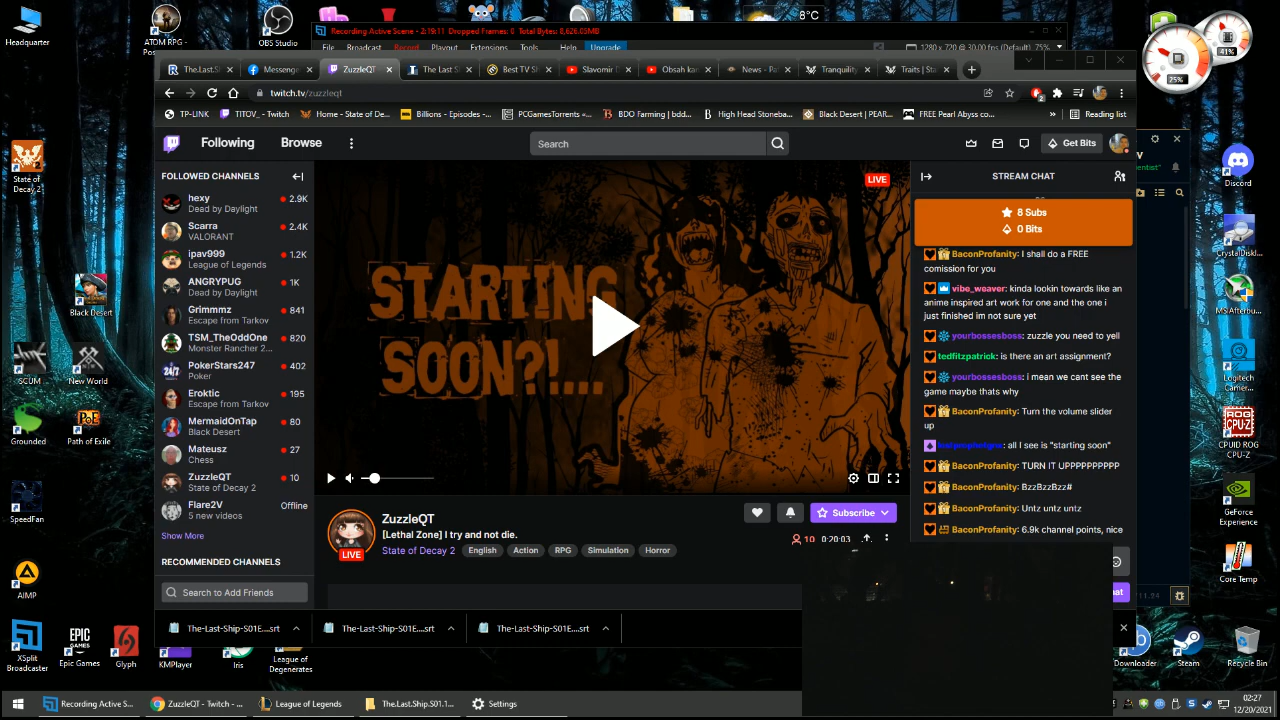 Headquarter
ATOM RPG -
OBS Studio
8°C
Recording Active Scene - 2:19:11 Dropped Frames: 0 Total Bytes: 8,626.05MB
File Broadcast Record Playout Extensions Tools Help Upgrade
1280 x 720 @ 30.00 fps (Default) 75%
The.Last.S
Messenge
ZuzzleQT
The Last S
Best TV S
Slavomir D
Obsah kan
News - Pa
Tranquility
Traits | Sta
twitch.tv/zuzzleqt
TP-LINK
TITOV_ - Twitch
Home - State of De...
Billions - Episodes -...
PCGamesTorrents «...
BDO Farming | bdd...
High Head Stoneba...
Black Desert | PEAR...
FREE Pearl Abyss co...
»
Reading list
Following
Browse
Search
Get Bits
FOLLOWED CHANNELS
hexy 2.9K
Dead by Daylight
Scarra 2.4K
VALORANT
ipav999 1.2K
League of Legends
ANGRYPUG 1K
Dead by Daylight
Grimmmz 841
Escape from Tarkov
TSM_TheOddOne 820
Monster Rancher 2...
PokerStars247 402
Poker
Eroktic 195
Escape from Tarkov
MermaidOnTap 80
Black Desert
Mateusz 27
Chess
ZuzzleQT 10
State of Decay 2
Flare2V Offline
5 new videos
Show More
RECOMMENDED CHANNELS
Search to Add Friends
LIVE
STARTING
SOON?!...
ZuzzleQT
[Lethal Zone] I try and not die.
State of Decay 2 English Action RPG Simulation Horror
LIVE
Subscribe
10 0:20:03
STREAM CHAT
8 Subs
0 Bits
BaconProfanity: I shall do a FREE
comission for you
vibe_weaver: kinda lookin towards like an
anime inspired art work for one and the one i
just finished im not sure yet
yourbossesboss: zuzzle you need to yell
tedfitzpatrick: is there an art assignment?
yourbossesboss: i mean we cant see the
game maybe thats why
BaconProfanity: Turn the volume slider
up
all I see is "starting soon"
BaconProfanity: TURN IT UPPPPPPPPPP
BaconProfanity: BzzBzzBzz#
BaconProfanity: Untz untz untz
BaconProfanity: 6.9k channel points, nice
The-Last-Ship-S01E....srt
The-Last-Ship-S01E....srt
The-Last-Ship-S01E....srt
State of
Decay 2
Black Desert
SCUM
New World
Grounded
Path of Exile
SpeedFan
AIMP
XSplit
Broadcaster
Epic Games
Glyph
KMPlayer
Iris
League of
Degenerates
25%
41%
Discord
CrystalDiskI...
MSI Afterbu...
Logitech
Gamer...
CPUID ROG
CPU-Z
GeForce
Experience
Core Temp
Downloader
Steam
Recycle Bin
Recording Active S...
ZuzzleQT - Twitch -...
League of Legends
The.Last.Ship.S01.1...
Settings
02:27
12/20/2021